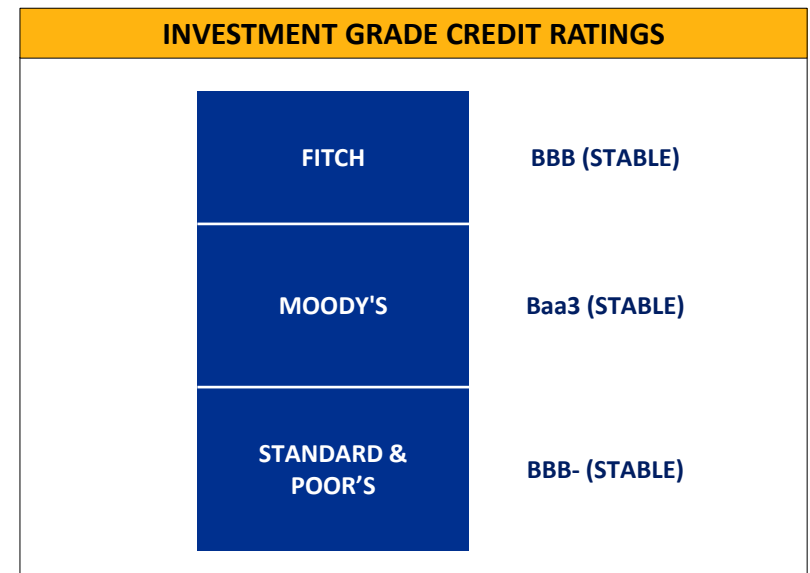 INVESTMENT GRADE CREDIT RATINGS
FITCH BBB (STABLE)
MOODY'S Baa3 (STABLE)
STANDARD &
POOR’S BBB- (STABLE)